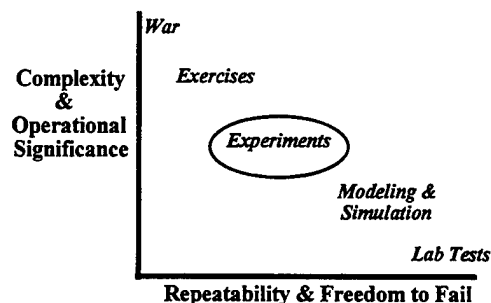 War
Complexity
&
Operational
Significance
Exercises
Experiments
Modeling &
Simulation
Lab Tests
Repeatability & Freedom to Fail